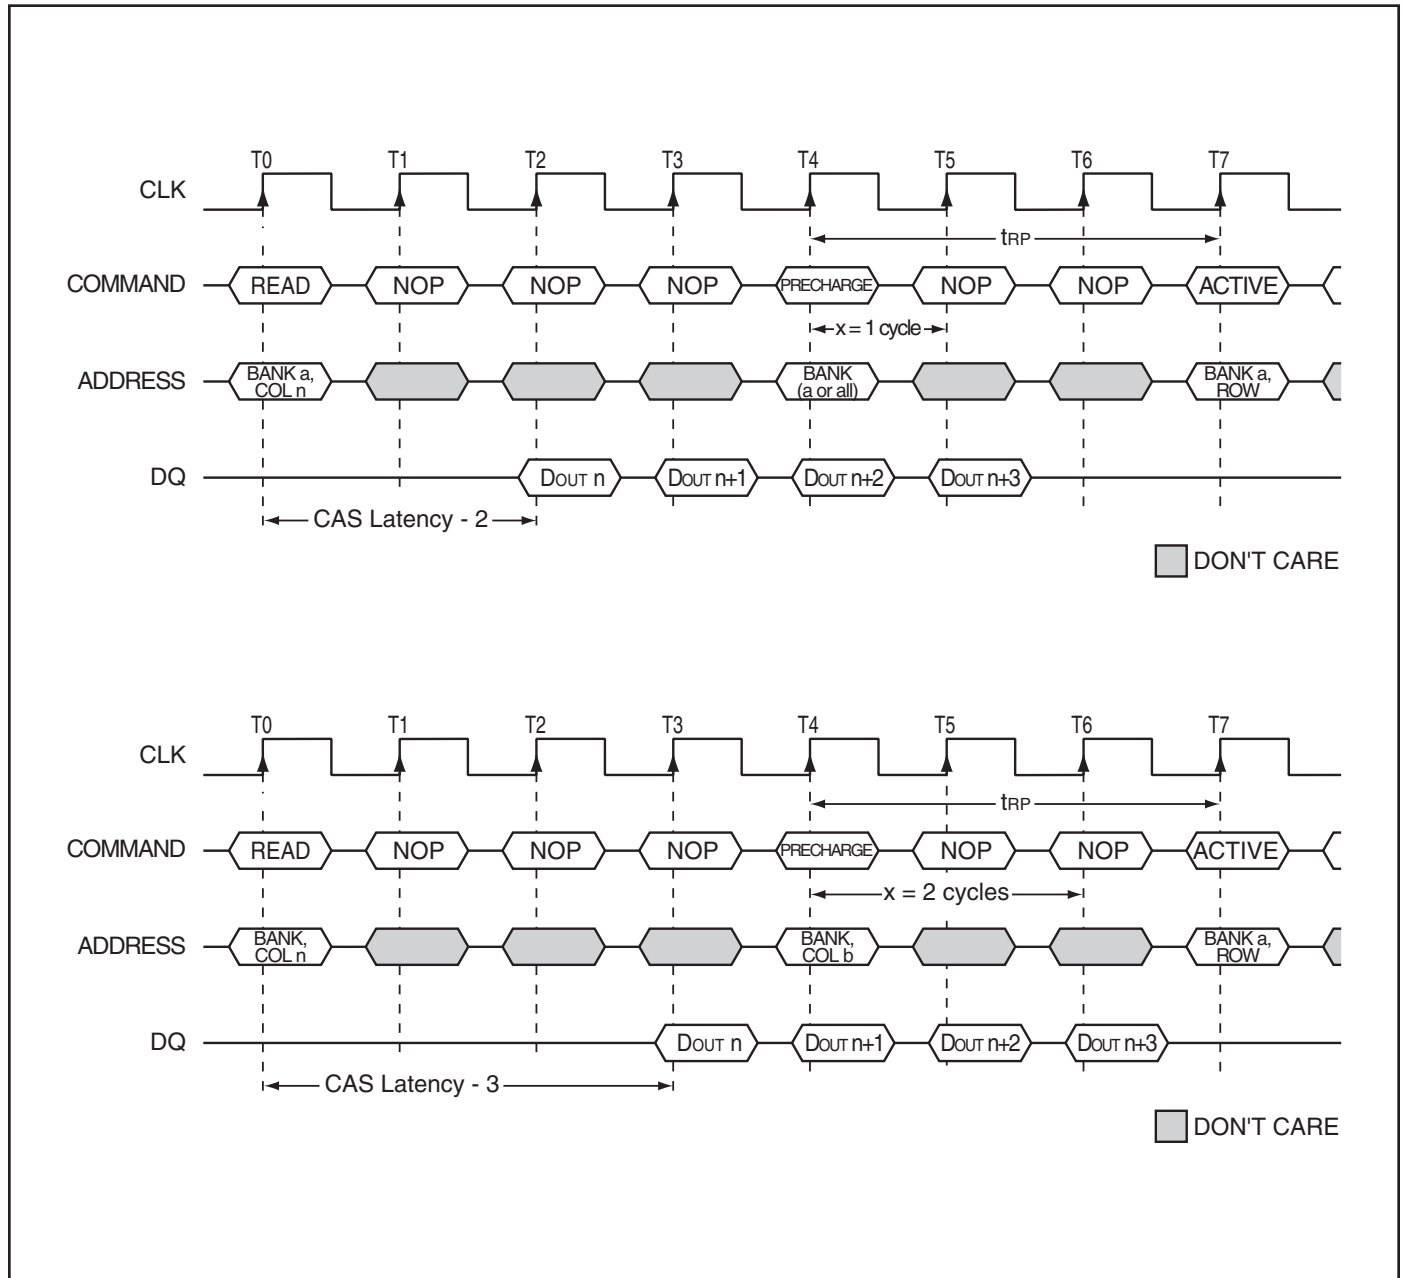 T0 T1 T2 T3 T4 T5 T6 T7
CLK
tRP
COMMAND READ NOP NOP NOP PRECHARGE NOP NOP ACTIVE
x = 1 cycle
ADDRESS BANK a, COL n BANK (a or all) BANK a, ROW
DQ DOUT n DOUT n+1 DOUT n+2 DOUT n+3
CAS Latency - 2
DON'T CARE
T0 T1 T2 T3 T4 T5 T6 T7
CLK
tRP
COMMAND READ NOP NOP NOP PRECHARGE NOP NOP ACTIVE
x = 2 cycles
ADDRESS BANK, COL n BANK, COL b BANK a, ROW
DQ DOUT n DOUT n+1 DOUT n+2 DOUT n+3
CAS Latency - 3
DON'T CARE